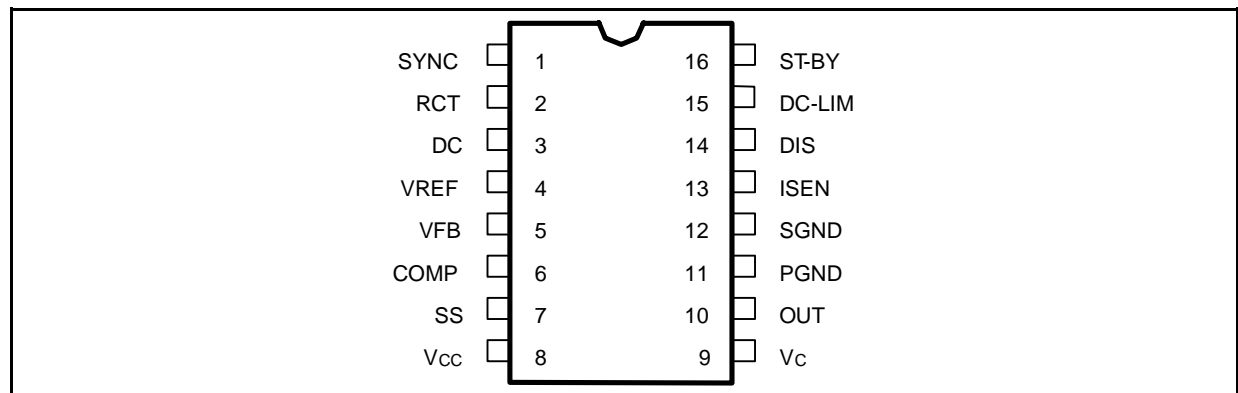 SYNC 1 16 ST-BY
RCT 2 15 DC-LIM
DC 3 14 DIS
VREF 4 13 ISEN
VFB 5 12 SGND
COMP 6 11 PGND
SS 7 10 OUT
VCC 8 9 VC